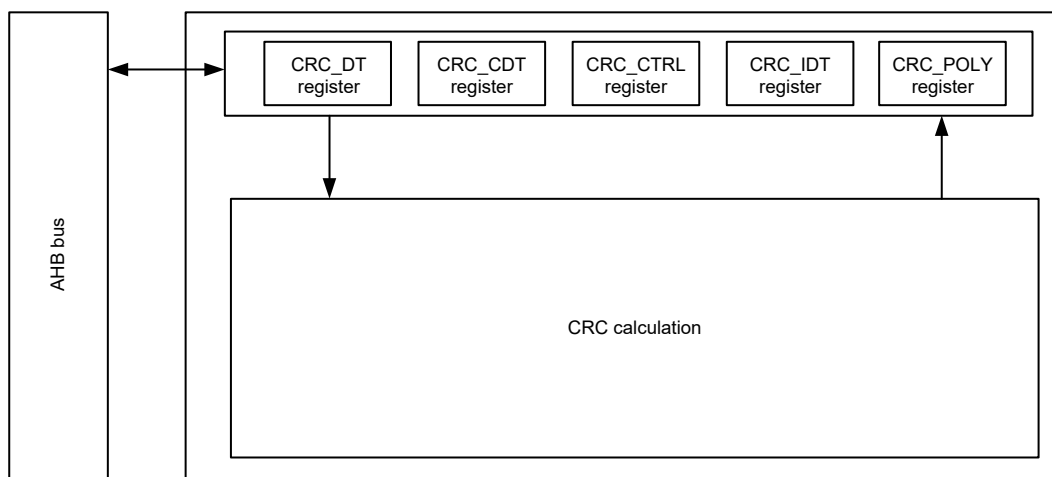 CRC_DT
register
CRC_CDT
register
CRC_CTRL
register
CRC_IDT
register
CRC_POLY
register
AHB bus
CRC calculation